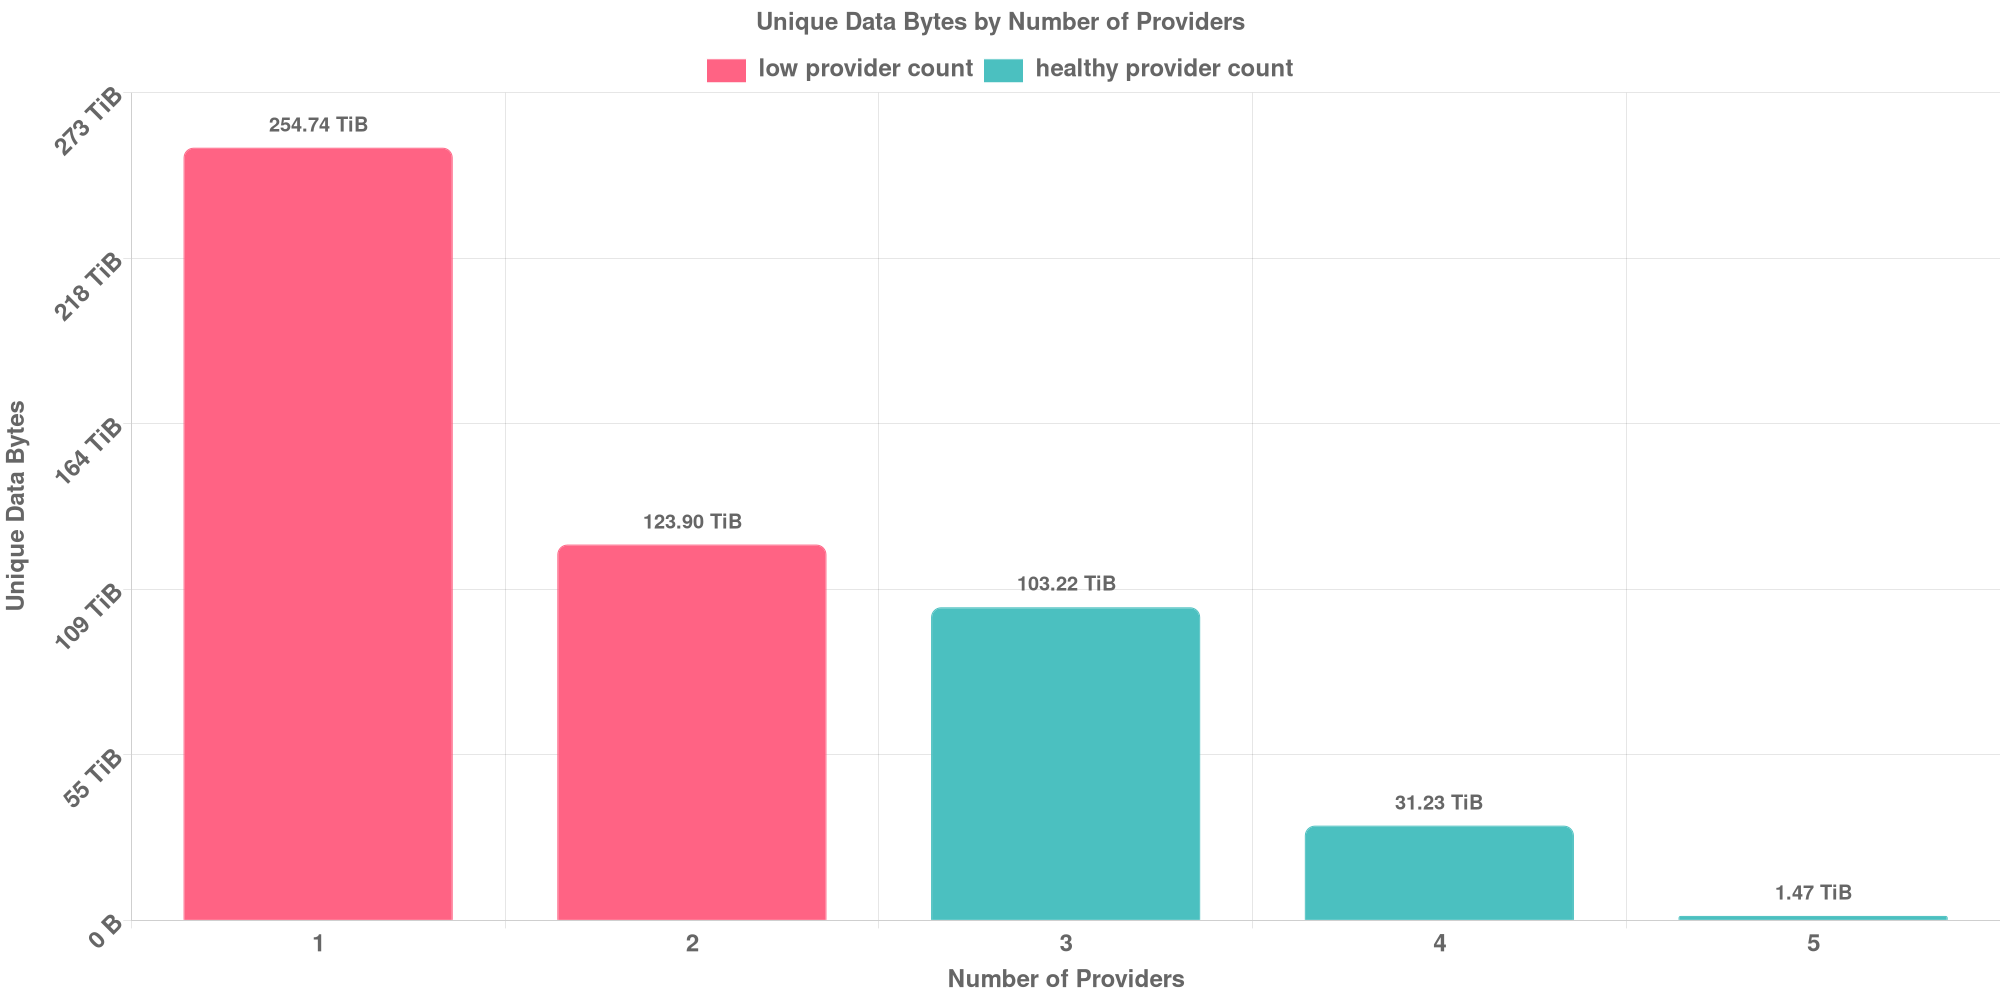 Unique Data Bytes by Number of Providers
low provider count healthy provider count
273 TiB
218 TiB
164 TiB
109 TiB
55 TiB
0 B
Unique Data Bytes
254.74 TiB
123.90 TiB
103.22 TiB
31.23 TiB
1.47 TiB
1 2 3 4 5
Number of Providers